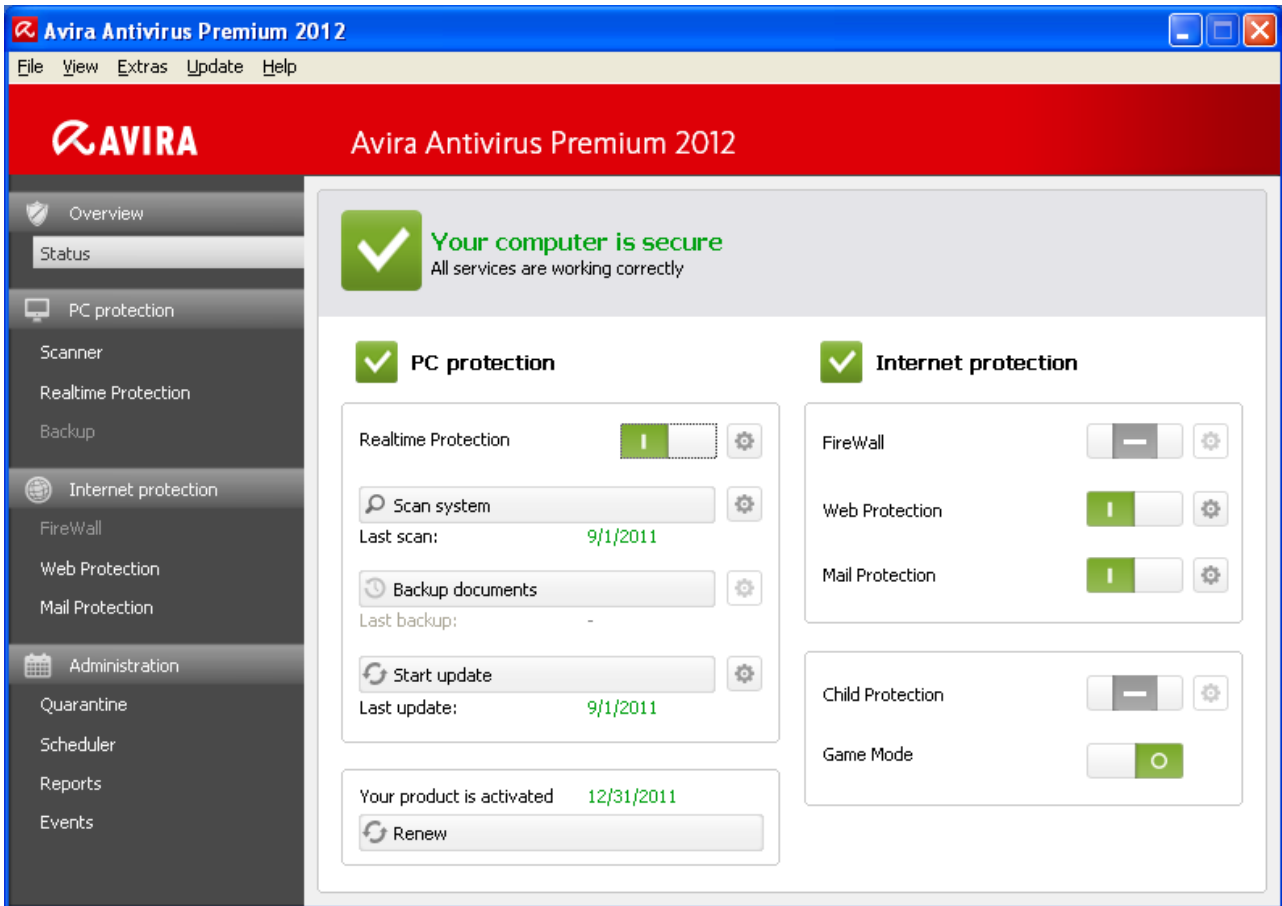 Avira Antivirus Premium 2012
File View Extras Update Help
AVIRA
Avira Antivirus Premium 2012
Overview
Status
PC protection
Scanner
Realtime Protection
Backup
Internet protection
FireWall
Web Protection
Mail Protection
Administration
Quarantine
Scheduler
Reports
Events
Your computer is secure
All services are working correctly
PC protection
Realtime Protection
Scan system
Last scan: 9/1/2011
Backup documents
Last backup: -
Start update
Last update: 9/1/2011
Your product is activated 12/31/2011
Renew
Internet protection
FireWall
Web Protection
Mail Protection
Child Protection
Game Mode